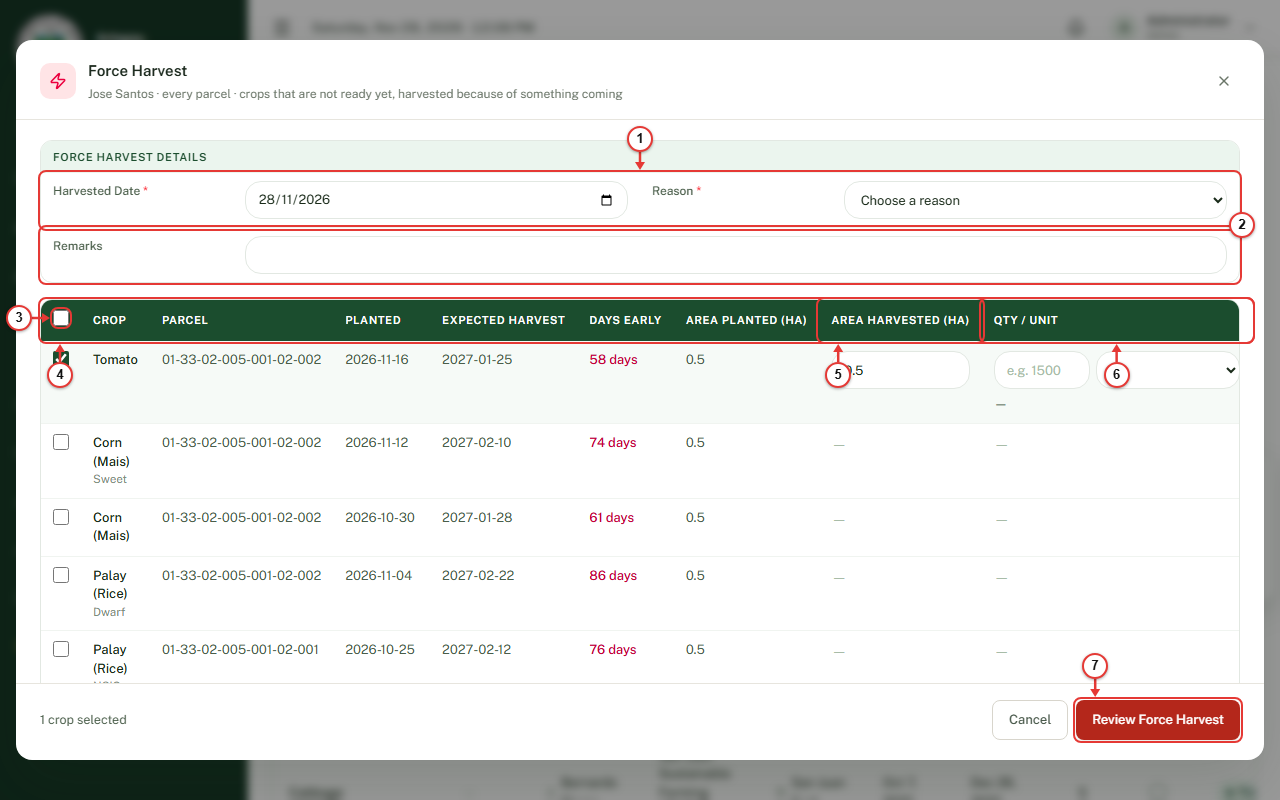 Force Harvest
Jose Santos · every parcel · crops that are not ready yet, harvested because of something coming
1
FORCE HARVEST DETAILS
Harvested Date *
28/11/2026
Reason *
Choose a reason
2
Remarks
3
CROP PARCEL PLANTED EXPECTED HARVEST DAYS EARLY AREA PLANTED (HA) AREA HARVESTED (HA) QTY / UNIT
Tomato 01-33-02-005-001-02-002 2026-11-16 2027-01-25 58 days 0.5 .5 e.g. 1500
4 5 6
—
Corn (Mais) 01-33-02-005-001-02-002 2026-11-12 2027-02-10 74 days 0.5 — —
Sweet
Corn (Mais) 01-33-02-005-001-02-002 2026-10-30 2027-01-28 61 days 0.5 — —
Palay (Rice) 01-33-02-005-001-02-002 2026-11-04 2027-02-22 86 days 0.5 — —
Dwarf
Palay (Rice) 01-33-02-005-001-02-001 2026-10-25 2027-02-12 76 days 0.5 — —
7
1 crop selected
Cancel
Review Force Harvest